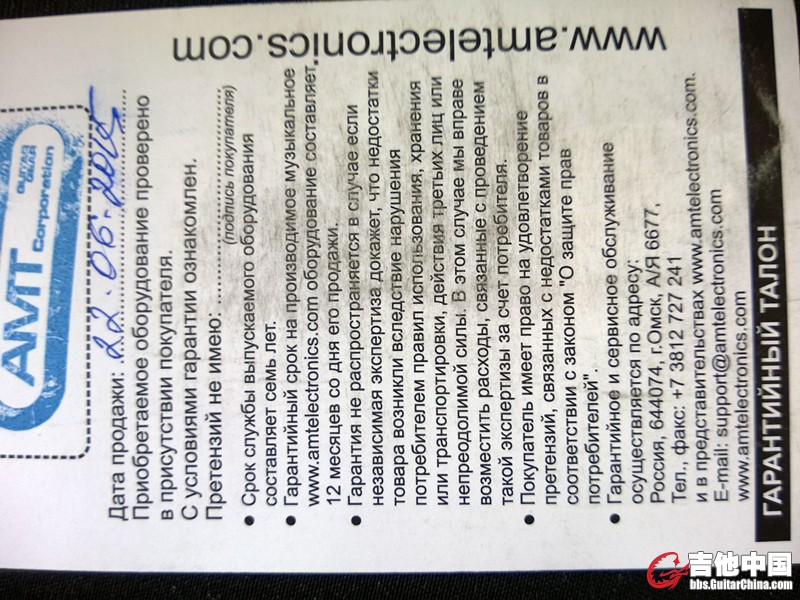 www.amtelectronics.com
AMT
GUITAR
GEAR
Corporation
Дата продажи: 22.06.2015
Приобретаемое оборудование проверено
в присутствии покупателя.
С условиями гарантии ознакомлен.
Претензий не имею:
(подпись покупателя)
• Срок службы выпускаемого оборудования
составляет семь лет.
• Гарантийный срок на производимое музыкальное
www.amtelectronics.com оборудование составляет
12 месяцев со дня его продажи.
• Гарантия не распространяется в случае если
независимая экспертиза докажет, что недостатки
товара возникли вследствие нарушения
потребителем правил использования, хранения
или транспортировки, действия третьих лиц или
непреодолимой силы. В этом случае мы вправе
возместить расходы, связанные с проведением
такой экспертизы за счет потребителя.
• Покупатель имеет право на удовлетворение
претензий, связанных с недостатками товаров в
соответствии с законом "О защите прав
потребителей".
• Гарантийное и сервисное обслуживание
осуществляется по адресу:
Россия, 644074, г.Омск, А/Я 6677,
Тел., факс: +7 3812 727 241
и в представительствах www.amtelectronics.com.
E-mail: support@amtelectronics.com
www.amtelectronics.com
ГАРАНТИЙНЫЙ ТАЛОН
吉他中国
bbs.GuitarChina.com